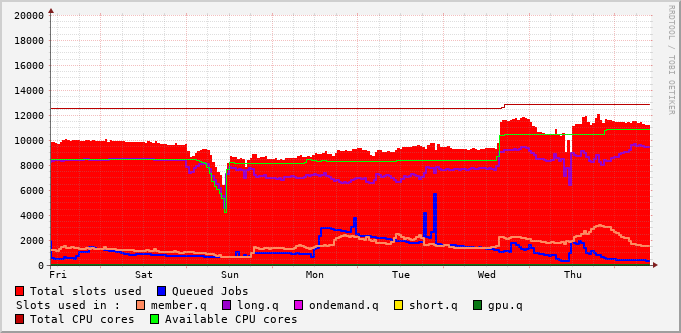 20000
18000
16000
14000
12000
10000
8000
6000
4000
2000
0
Fri Sat Sun Mon Tue Wed Thu
RRDTOOL / TOBI OETIKER
Total slots used Queued Jobs
Slots used in : member.q long.q ondemand.q short.q gpu.q
Total CPU cores Available CPU cores